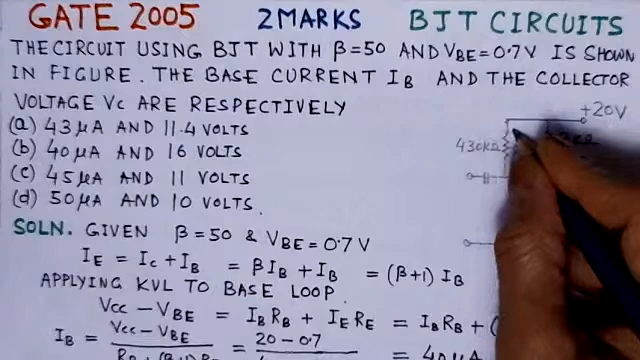 GATE 2005 2 MARKS BJT CIRCUITS
THE CIRCUIT USING BJT WITH β=50 AND VBE=0.7V IS SHOWN
IN FIGURE. THE BASE CURRENT IB AND THE COLLECTOR
VOLTAGE VC ARE RESPECTIVELY
+20V
(a) 43μA AND 11.4 VOLTS
430KΩ
(b) 40μA AND 16 VOLTS
(c) 45μA AND 11 VOLTS
(d) 50μA AND 10 VOLTS.
SOLN. GIVEN β=50 & VBE=0.7V
IE = IC+IB = βIB+IB = (β+1) IB
APPLYING KVL TO BASE LOOP
VCC-VBE = IBRB + IERE = IBRB + (
IB = VCC-VBE = 20-0.7 = 40μA